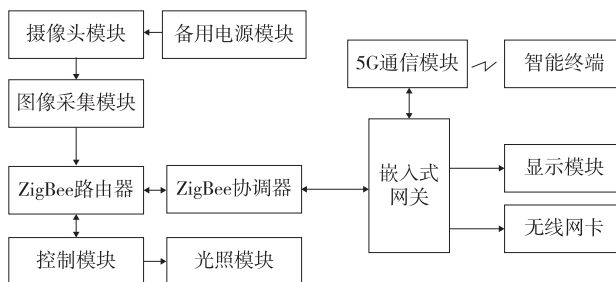 摄像头模块
备用电源模块
5G通信模块
智能终端
图像采集模块
嵌入式
网关
ZigBee路由器
ZigBee协调器
显示模块
无线网卡
控制模块
光照模块